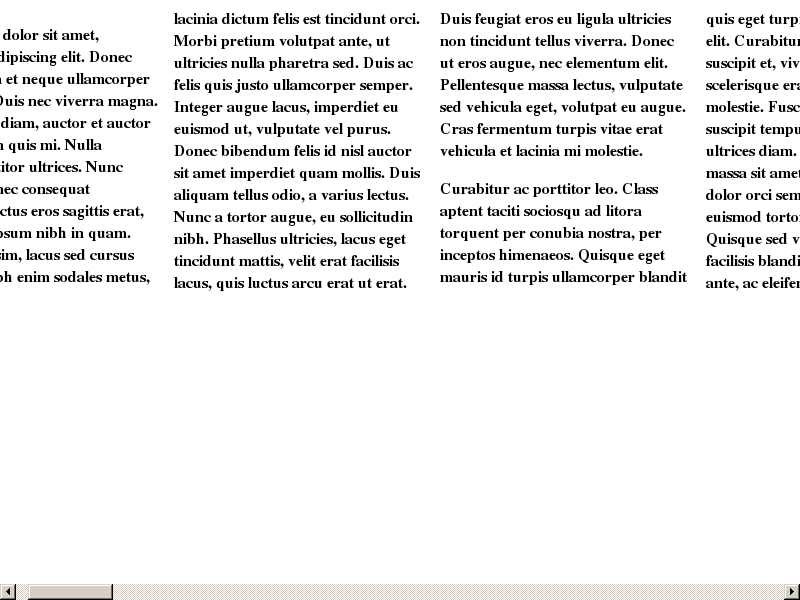 dolor sit amet,
dipiscing elit. Donec
et neque ullamcorper
Duis nec viverra magna.
diam, auctor et auctor
quis mi. Nulla
titor ultrices. Nunc
nec consequat
ctus eros sagittis erat,
psum nibh in quam.
sim, lacus sed cursus
bh enim sodales metus,
lacinia dictum felis est tincidunt orci.
Morbi pretium volutpat ante, ut
ultricies nulla pharetra sed. Duis ac
felis quis justo ullamcorper semper.
Integer augue lacus, imperdiet eu
euismod ut, vulputate vel purus.
Donec bibendum felis id nisl auctor
sit amet imperdiet quam mollis. Duis
aliquam tellus odio, a varius lectus.
Nunc a tortor augue, eu sollicitudin
nibh. Phasellus ultricies, lacus eget
tincidunt mattis, velit erat facilisis
lacus, quis luctus arcu erat ut erat.
Duis feugiat eros eu ligula ultricies
non tincidunt tellus viverra. Donec
ut eros augue, nec elementum elit.
Pellentesque massa lectus, vulputate
sed vehicula eget, volutpat eu augue.
Cras fermentum turpis vitae erat
vehicula et lacinia mi molestie.
Curabitur ac porttitor leo. Class
aptent taciti sociosqu ad litora
torquent per conubia nostra, per
inceptos himenaeos. Quisque eget
mauris id turpis ullamcorper blandit
quis eget turp
elit. Curabitu
suscipit et, viv
scelerisque era
molestie. Fusc
suscipit tempu
ultrices diam.
massa sit amet
dolor orci sem
euismod torto
Quisque sed v
facilisis blandi
ante, ac eleifer